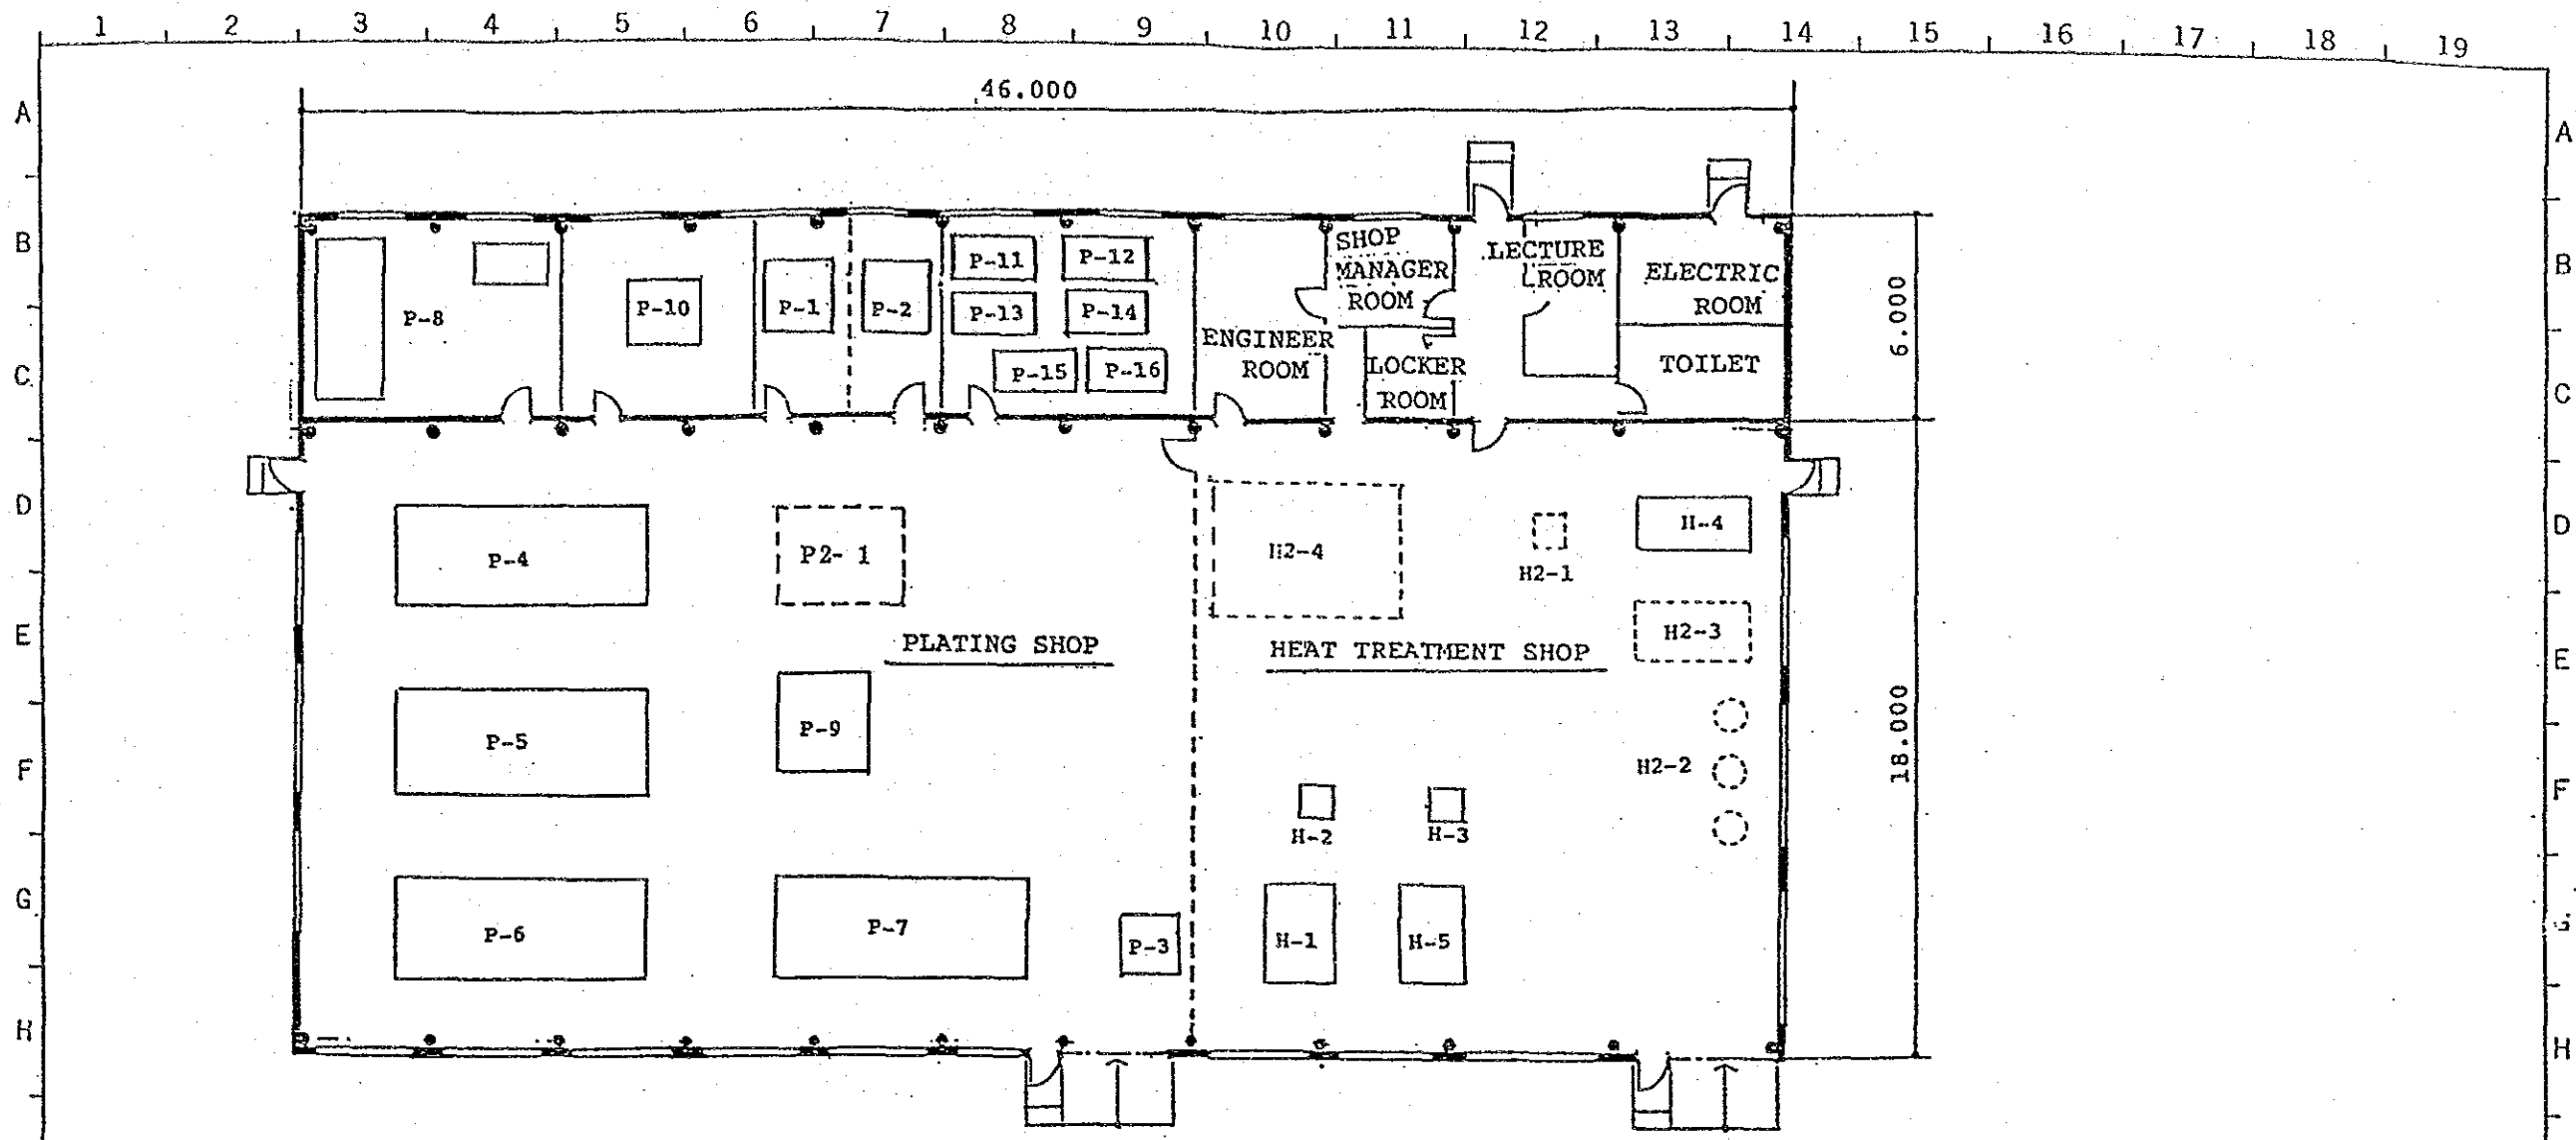 1 2 3 4 5 6 7 8 9 10 11 12 13 14 15 16 17 18 19
46.000
A A
B B
C C
D D
E E
F F
G
H H
6.000
18.000
P-8
P-10
P-1
P-2
P-11
P-12
P-13
P-14
P-15
P-16
ENGINEER
ROOM
SHOP
MANAGER
ROOM
LOCKER
ROOM
LECTURE
ROOM
ELECTRIC
ROOM
TOILET
P-4
P2- 1
H2-4
H2-1
H-4
H2-3
PLATING SHOP
HEAT TREATMENT SHOP
P-5
P-9
H2-2
H-2
H-3
P-6
P-7
P-3
H-1
H-5